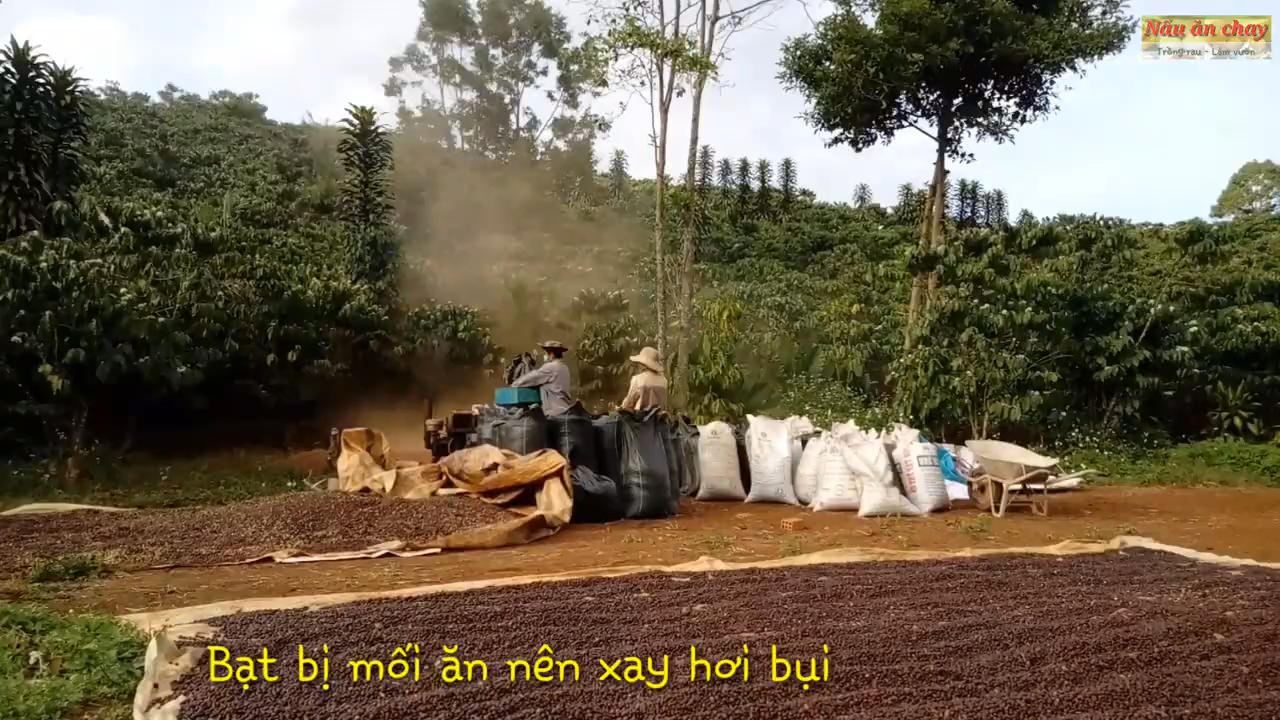 Nấu ăn chay
Trồng rau - Làm vườn
Bạt bị mối ăn nên xay hơi bụi